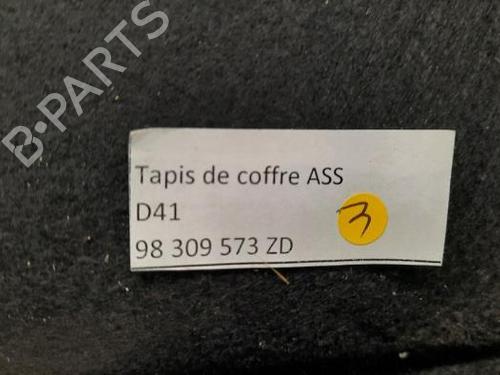 B-PARTS
Tapis de coffre ASS
D41
3
98 309 573 ZD